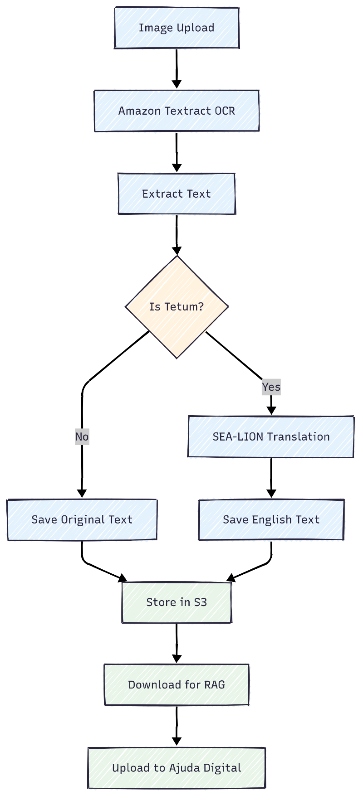 Image Upload
Amazon Textract OCR
Extract Text
Is Tetum?
Yes
No
SEA-LION Translation
Save Original Text
Save English Text
Store in S3
Download for RAG
Upload to Ajuda Digital